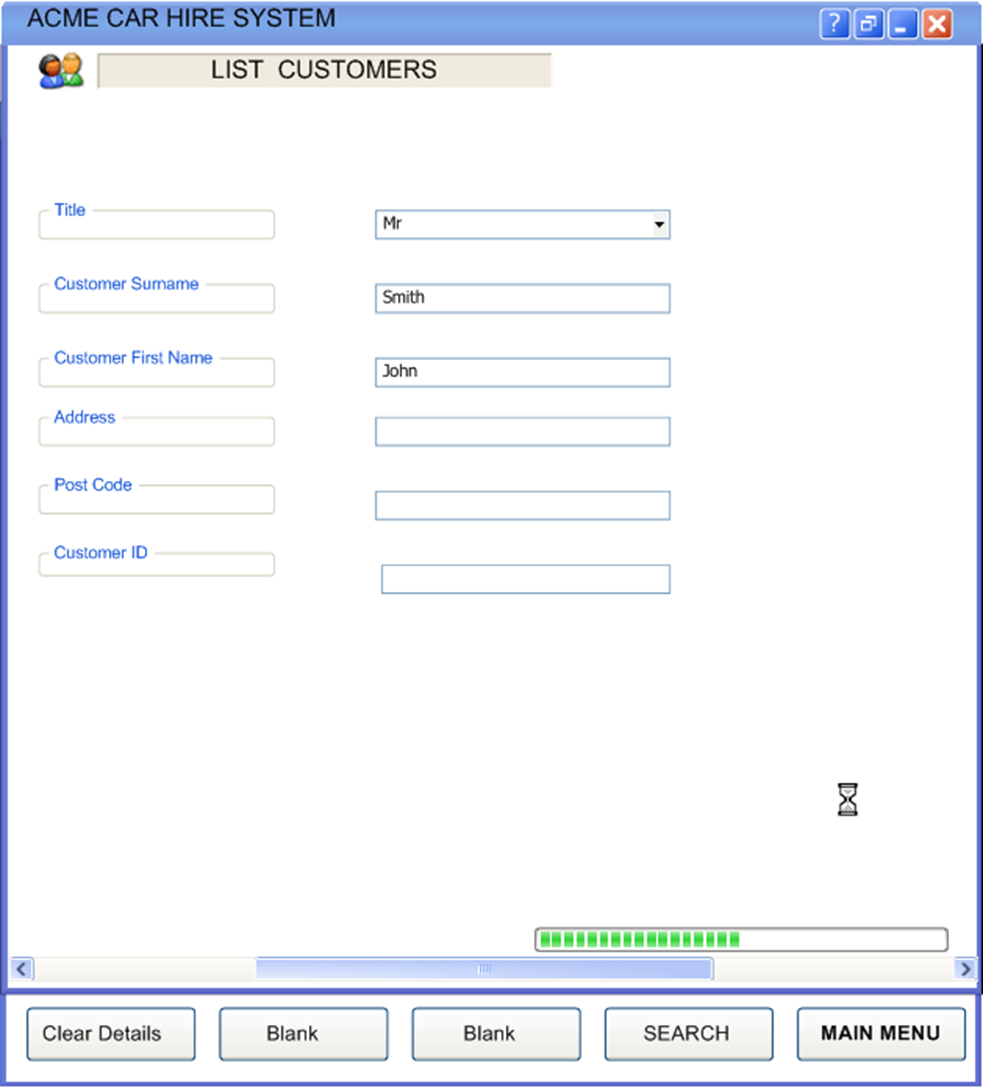 ACME CAR HIRE SYSTEM
?
LIST CUSTOMERS
Title
Mr
Customer Surname
Smith
Customer First Name
John
Address
Post Code
Customer ID
Clear Details
Blank
Blank
SEARCH
MAIN MENU